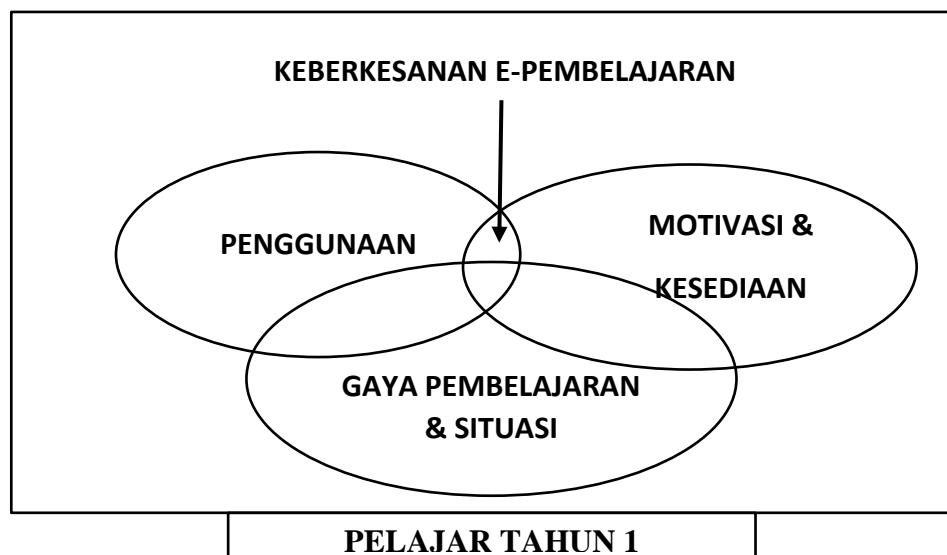 KEBERKESANAN E-PEMBELAJARAN
PENGGUNAAN
MOTIVASI &
KESEDIAAN
GAYA PEMBELAJARAN
& SITUASI
PELAJAR TAHUN 1